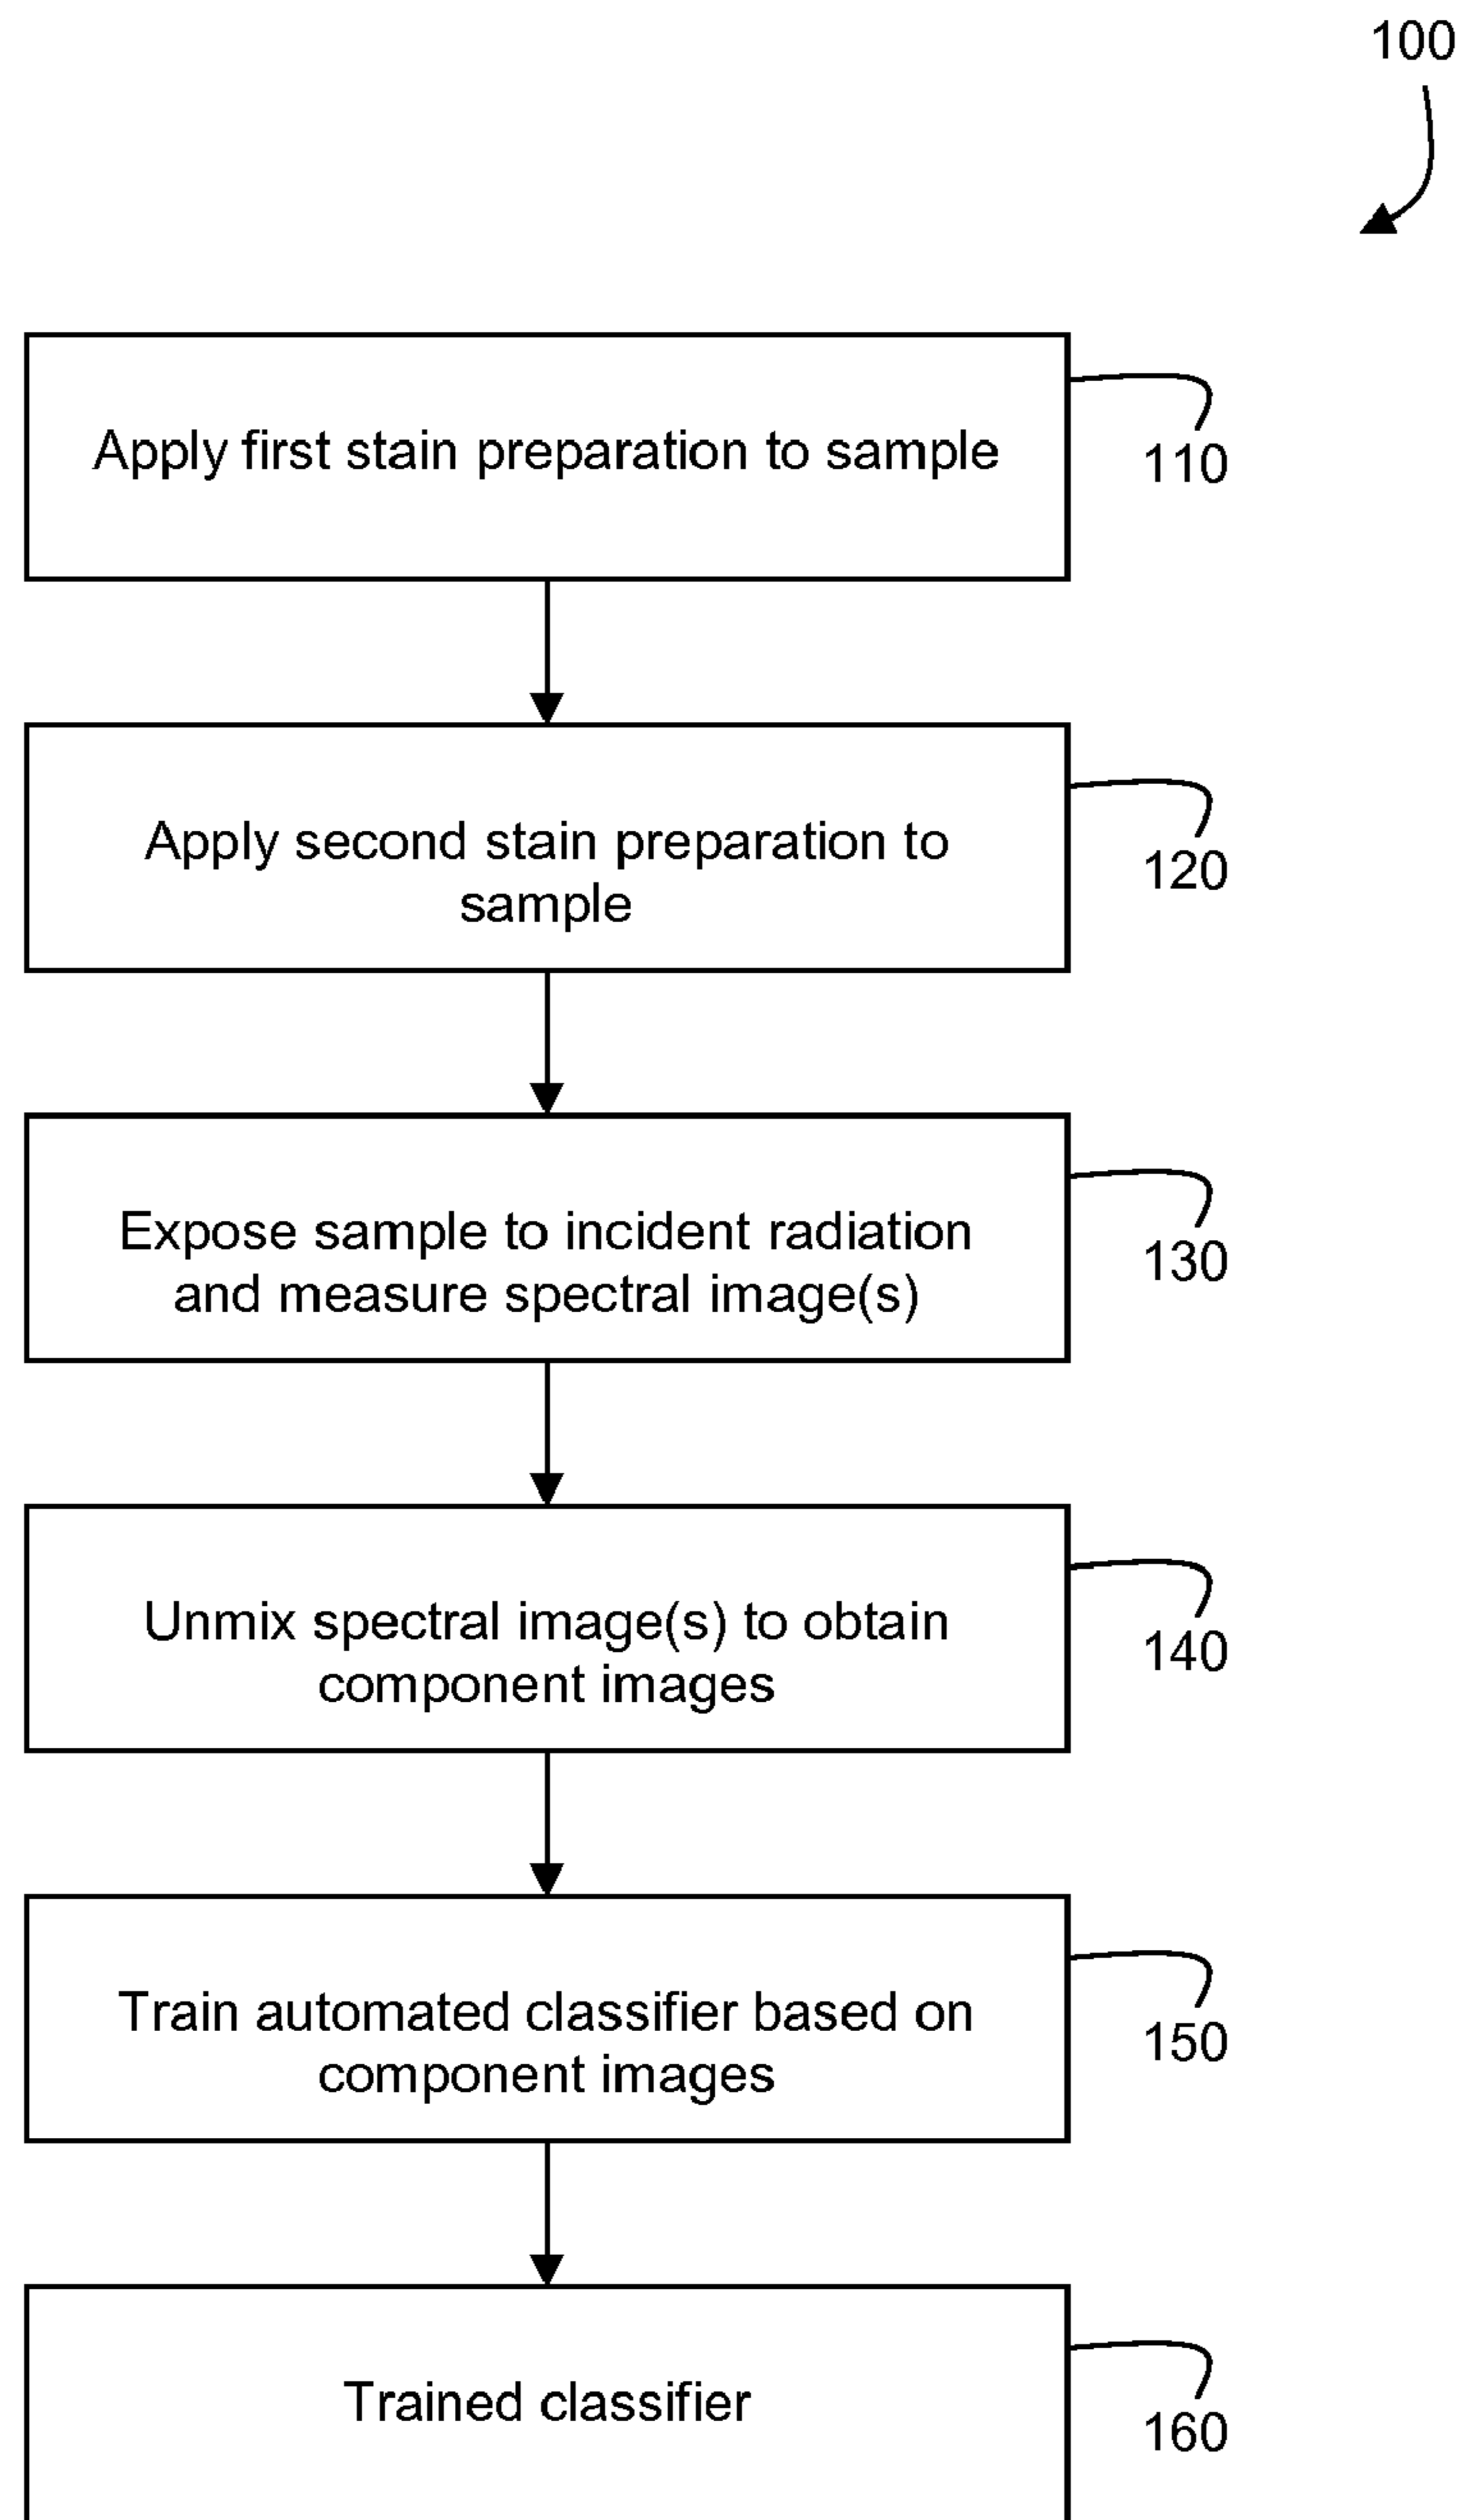 100
Apply first stain preparation to sample
110
Apply second stain preparation to
sample
120
Expose sample to incident radiation
and measure spectral image(s)
130
Unmix spectral image(s) to obtain
component images
140
Train automated classifier based on
component images
150
Trained classifier
160